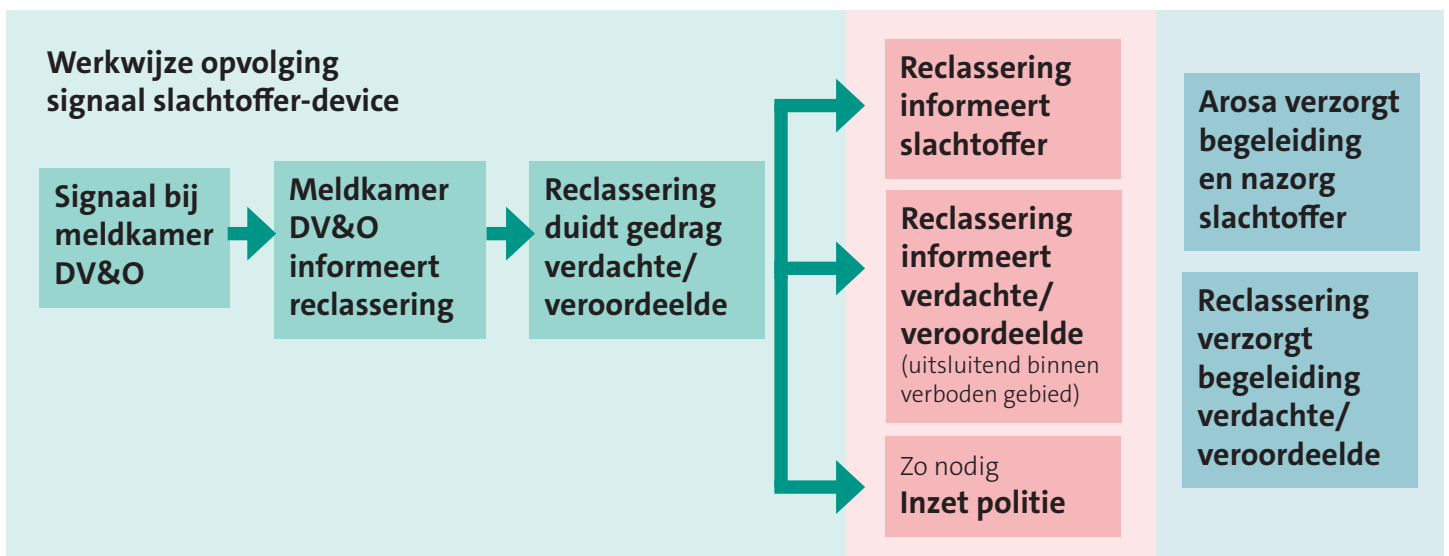 Werkwijze opvolging
signaal slachtoffer-device
Signaal bij
meldkamer
DV&O
Meldkamer
DV&O
informeert
reclassering
Reclassering
duidt gedrag
verdachte/
veroordeelde
Reclassering
informeert
slachtoffer
Reclassering
informeert
verdachte/
veroordeelde
(uitsluitend binnen
verboden gebied)
Zo nodig
Inzet politie
Arosa verzorgt
begeleiding
en nazorg
slachtoffer
Reclassering
verzorgt
begeleiding
verdachte/
veroordeelde